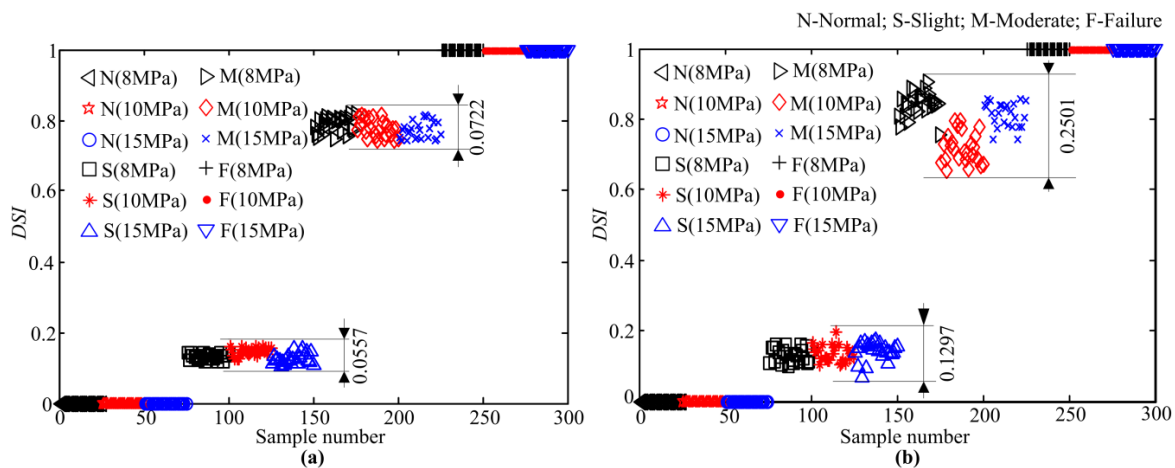 N-Normal; S-Slight; M-Moderate; F-Failure
1
0.8
0.6
0.4
0.2
0
DSI
N(8MPa) M(8MPa)
N(10MPa) M(10MPa)
N(15MPa) M(15MPa)
S(8MPa) F(8MPa)
S(10MPa) F(10MPa)
S(15MPa) F(15MPa)
0.0722
0.0557
0 50 100 150 200 250 300
Sample number
(a)
1
0.8
0.6
0.4
0.2
0
DSI
N(8MPa) M(8MPa)
N(10MPa) M(10MPa)
N(15MPa) M(15MPa)
S(8MPa) F(8MPa)
S(10MPa) F(10MPa)
S(15MPa) F(15MPa)
0.2501
0.1297
0 50 100 150 200 250 300
Sample number
(b)